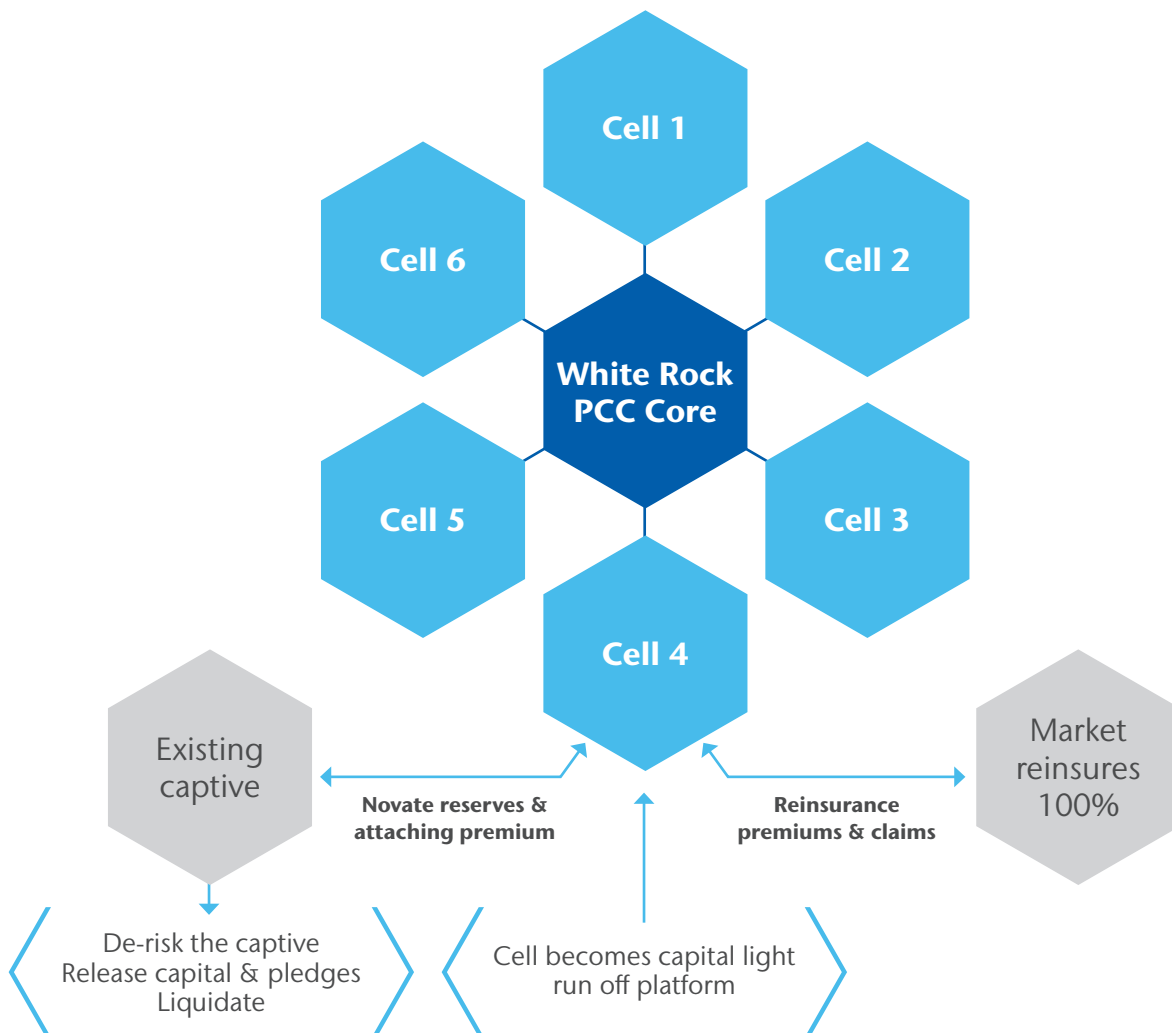 Cell 1
Cell 6
Cell 2
White Rock
PCC Core
Cell 5
Cell 3
Cell 4
Existing
captive
Market
reinsures
100%
Novate reserves &
attaching premium
Reinsurance
premiums & claims
De-risk the captive
Release capital & pledges
Liquidate
Cell becomes capital light
run off platform